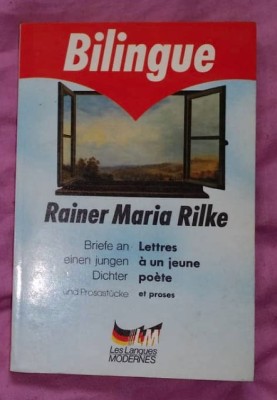 Bilingue
Rainer Maria Rilke
Briefe an
einen jungen
Dichter
und Prosastücke
Lettres
à un jeune
poète
et proses
LM
Les Langues
MODERNES